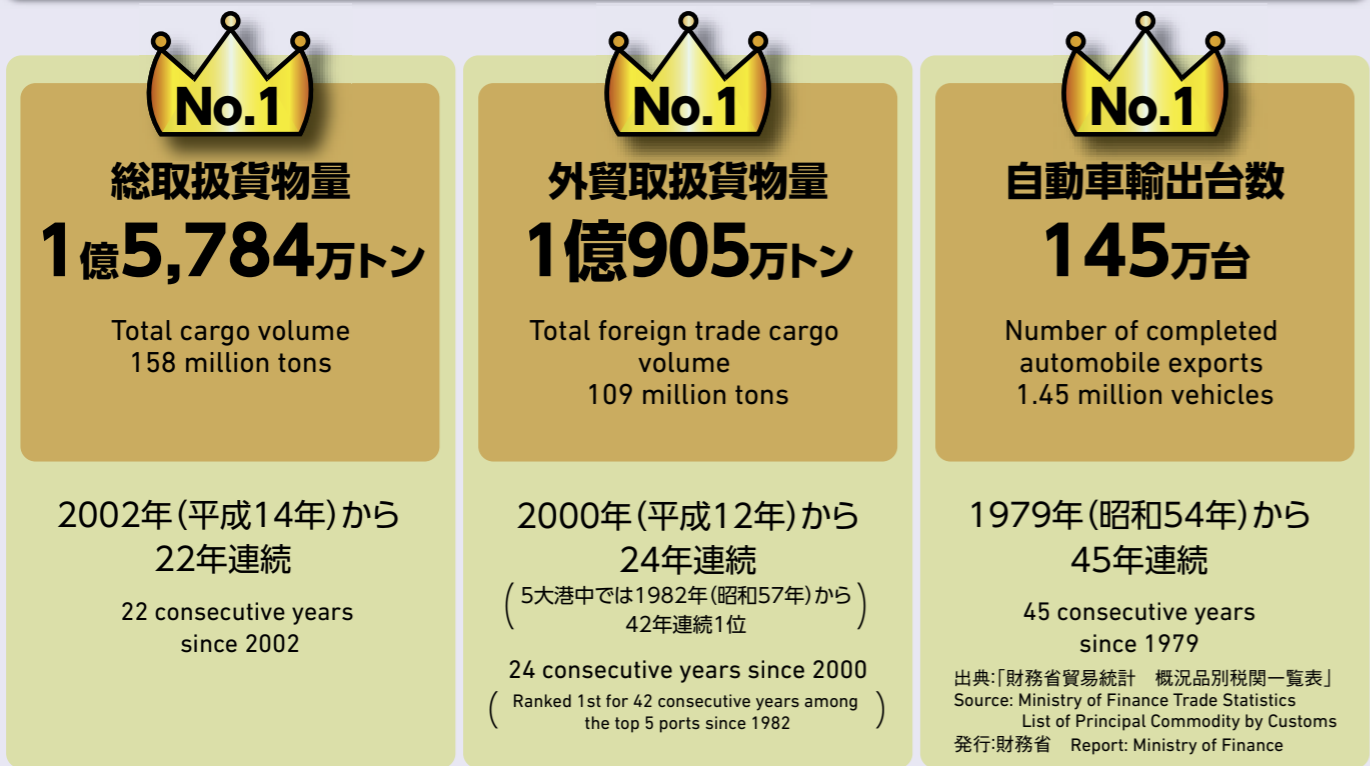 No.1
総取扱貨物量
1億5,784万トン
Total cargo volume
158 million tons
2002年(平成14年)から
22年連続
22 consecutive years
since 2002
No.1
外貿取扱貨物量
1億905万トン
Total foreign trade cargo
volume
109 million tons
2000年(平成12年)から
24年連続
(5大港中では1982年(昭和57年)から
42年連続1位)
24 consecutive years since 2000
(Ranked 1st for 42 consecutive years among
the top 5 ports since 1982)
No.1
自動車輸出台数
145万台
Number of completed
automobile exports
1.45 million vehicles
1979年(昭和54年)から
45年連続
45 consecutive years
since 1979
出典:「財務省貿易統計　概況品別税関一覧表」
Source: Ministry of Finance Trade Statistics
List of Principal Commodity by Customs
発行:財務省　Report: Ministry of Finance